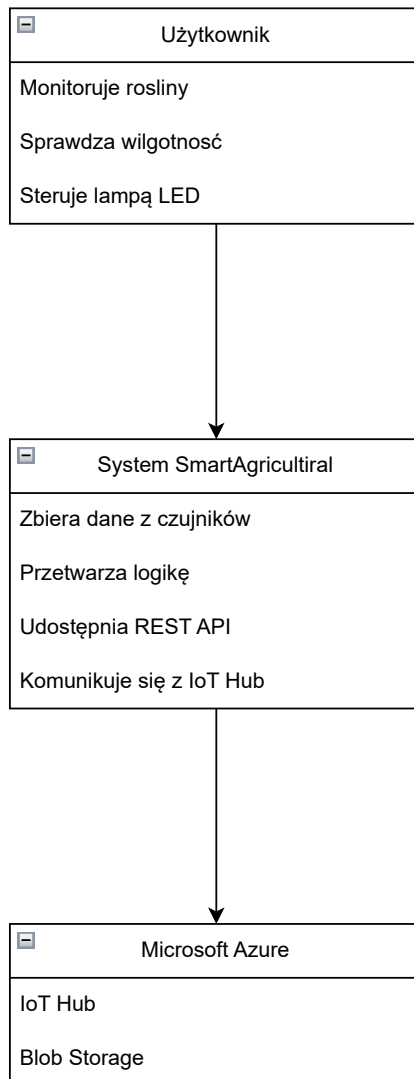 Użytkownik
Monitoruje rosliny
Sprawdza wilgotnosć
Steruje lampą LED
System SmartAgricultiral
Zbiera dane z czujników
Przetwarza logikę
Udostępnia REST API
Komunikuje się z IoT Hub
Microsoft Azure
IoT Hub
Blob Storage